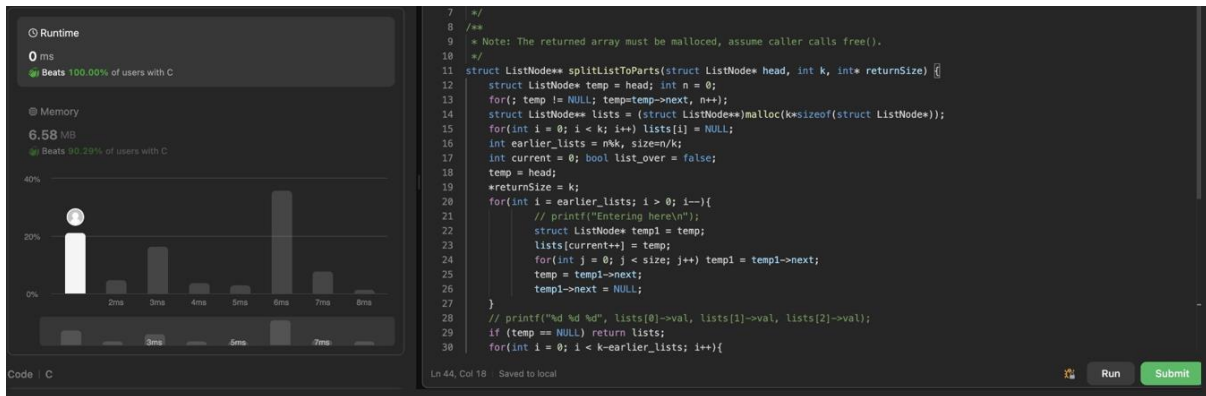 Runtime
0 ms
Beats 100.00% of users with C
Memory
6.58 MB
Beats 90.29% of users with C
40%
20%
0%
2ms 3ms 4ms 5ms 6ms 7ms 8ms
3ms 5ms 7ms
Code | C
7 */
8 /**
9 * Note: The returned array must be malloced, assume caller calls free().
10 */
11 struct ListNode** splitListToParts(struct ListNode* head, int k, int* returnSize) {
12 struct ListNode* temp = head; int n = 0;
13 for(; temp != NULL; temp=temp->next, n++);
14 struct ListNode** lists = (struct ListNode**)malloc(k*sizeof(struct ListNode*));
15 for(int i = 0; i < k; i++) lists[i] = NULL;
16 int earlier_lists = n%k, size=n/k;
17 int current = 0; bool list_over = false;
18 temp = head;
19 *returnSize = k;
20 for(int i = earlier_lists; i > 0; i--){
21 // printf("Entering here\n");
22 struct ListNode* temp1 = temp;
23 lists[current++] = temp;
24 for(int j = 0; j < size; j++) temp1 = temp1->next;
25 temp = temp1->next;
26 temp1->next = NULL;
27 }
28 // printf("%d %d %d", lists[0]->val, lists[1]->val, lists[2]->val);
29 if (temp == NULL) return lists;
30 for(int i = 0; i < k-earlier_lists; i++){
Ln 44, Col 18 Saved to local
Run Submit